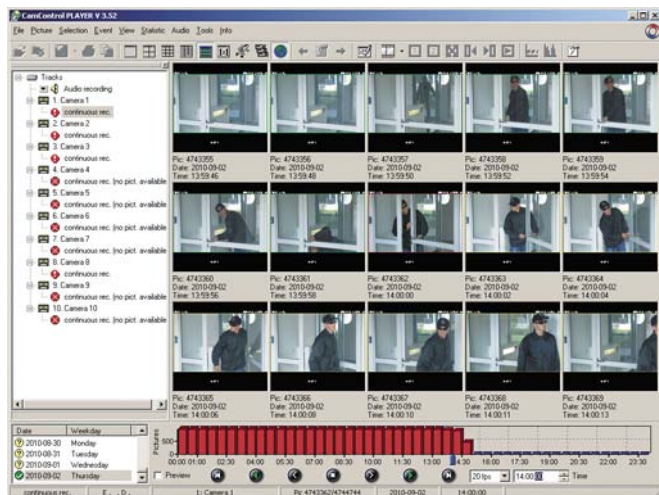 CamControl PLAYER V 3.52
File Picture Selection Event View Statistic Audio Tools Info
Tracks
Audio recording
1. Camera 1
continuous rec.
2. Camera 2
continuous rec.
3. Camera 3
continuous rec.
4. Camera 4
continuous rec. (no pict. available
5. Camera 5
continuous rec. (no pict. available
6. Camera 6
continuous rec. (no pict. available
7. Camera 7
continuous rec. (no pict. available
8. Camera 8
continuous rec.
9. Camera 9
continuous rec. (no pict. available
10. Camera 10
continuous rec. (no pict. available
Pic: 4743355 Pic: 4743356 Pic: 4743357 Pic: 4743358 Pic: 4743359
Date: 2010-09-02 Date: 2010-09-02 Date: 2010-09-02 Date: 2010-09-02 Date: 2010-09-02
Time: 13:59:46 Time: 13:59:48 Time: 13:59:50 Time: 13:59:52 Time: 13:59:54
Pic: 4743360 Pic: 4743361 Pic: 4743362 Pic: 4743363 Pic: 4743364
Date: 2010-09-02 Date: 2010-09-02 Date: 2010-09-02 Date: 2010-09-02 Date: 2010-09-02
Time: 13:59:56 Time: 13:59:58 Time: 14:00:00 Time: 14:00:02 Time: 14:00:04
Pic: 4743365 Pic: 4743366 Pic: 4743367 Pic: 4743368 Pic: 4743369
Date: 2010-09-02 Date: 2010-09-02 Date: 2010-09-02 Date: 2010-09-02 Date: 2010-09-02
Time: 14:00:06 Time: 14:00:08 Time: 14:00:10 Time: 14:00:11 Time: 14:00:13
Date Weekday
2010-08-30 Monday
2010-08-31 Tuesday
2010-09-01 Wednesday
2010-09-02 Thursday
Pictures
500
00:00 01:00 02:30 04:00 05:30 07:00 08:30 10:00 11:30 13:00 14:30 16:00 17:30 19:00 20:30 22:00 23:30
Preview 20 fps 14:00:00 Time
continuous rec. E . . D . 1: Camera 1 Pic 4743362/4744744 2010-09-02 14:00:00